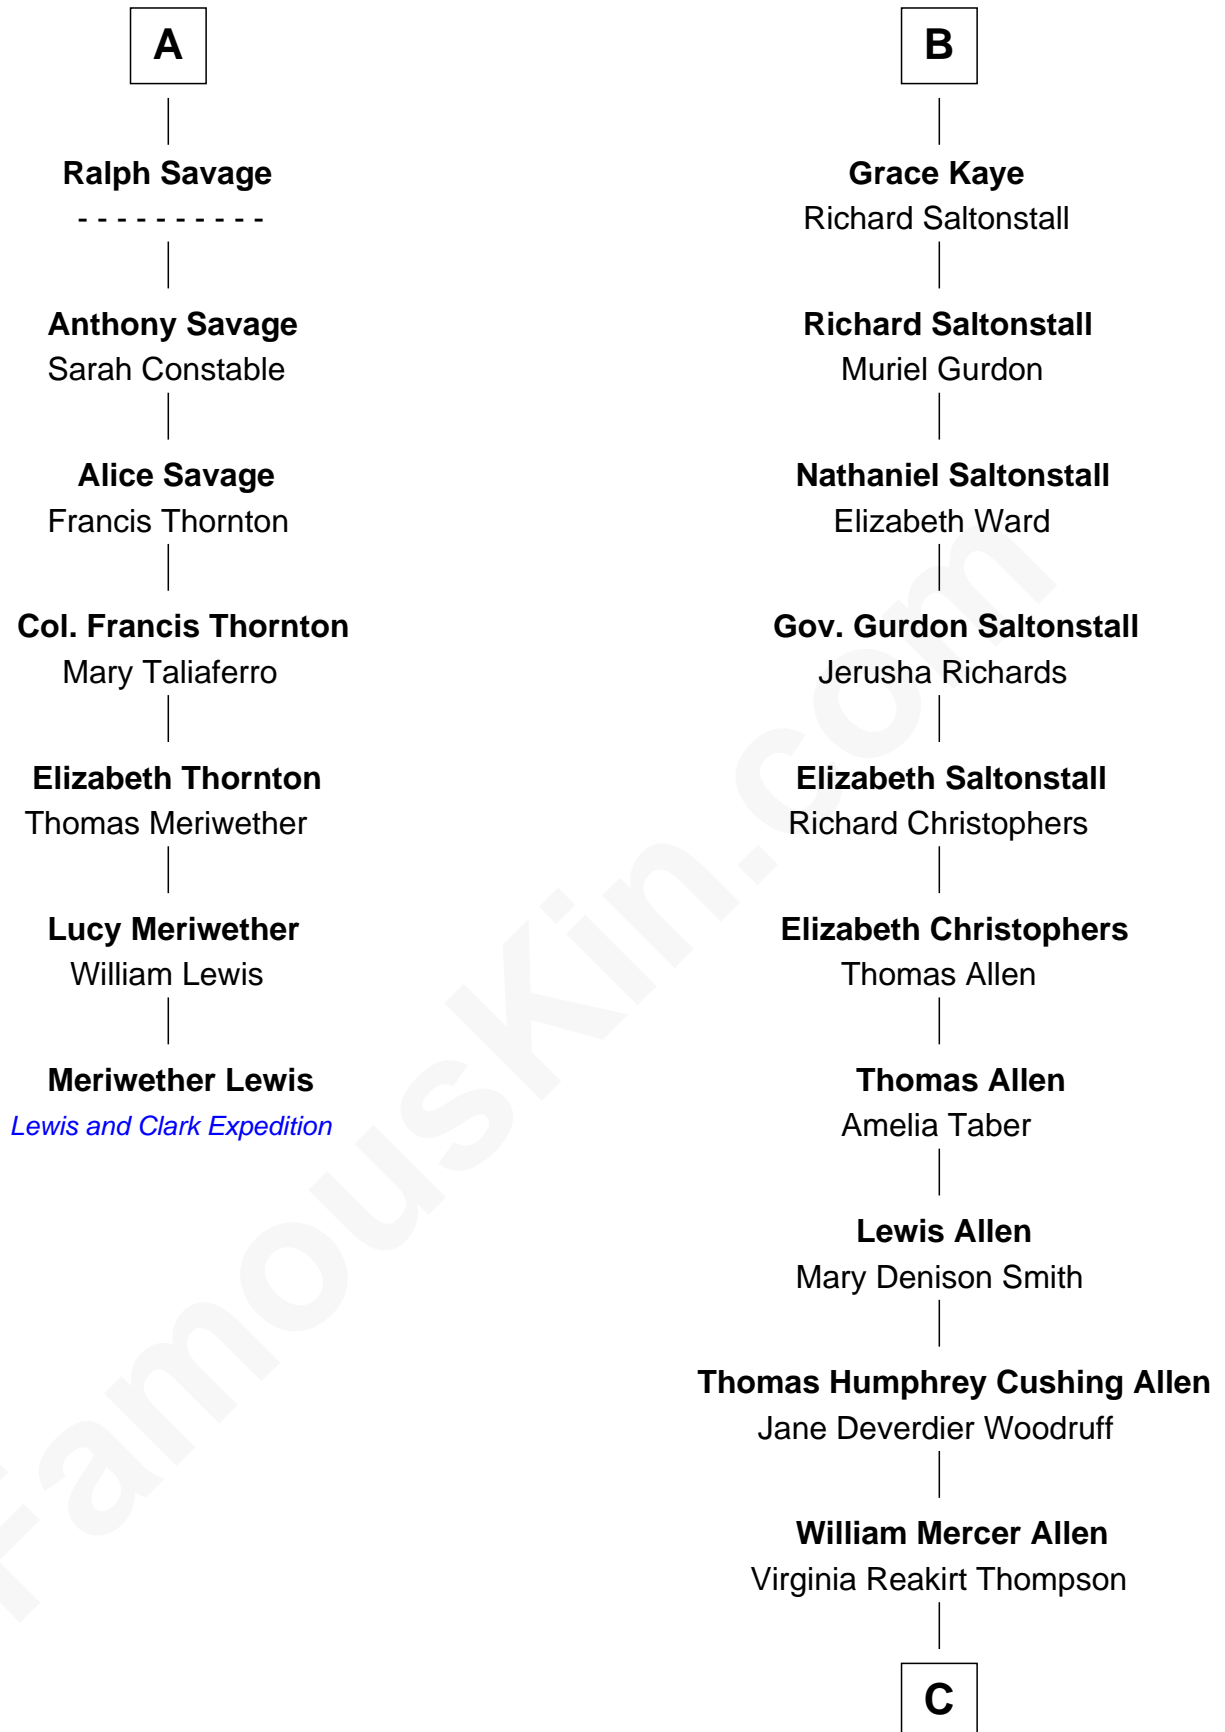 A
Ralph Savage
- - - - - - - - - -
Anthony Savage
Sarah Constable
Alice Savage
Francis Thornton
Col. Francis Thornton
Mary Taliaferro
Elizabeth Thornton
Thomas Meriwether
Lucy Meriwether
William Lewis
Meriwether Lewis
Lewis and Clark Expedition
B
Grace Kaye
Richard Saltonstall
Richard Saltonstall
Muriel Gurdon
Nathaniel Saltonstall
Elizabeth Ward
Gov. Gurdon Saltonstall
Jerusha Richards
Elizabeth Saltonstall
Richard Christophers
Elizabeth Christophers
Thomas Allen
Thomas Allen
Amelia Taber
Lewis Allen
Mary Denison Smith
Thomas Humphrey Cushing Allen
Jane Deverdier Woodruff
William Mercer Allen
Virginia Reakirt Thompson
C
FamousKin.com